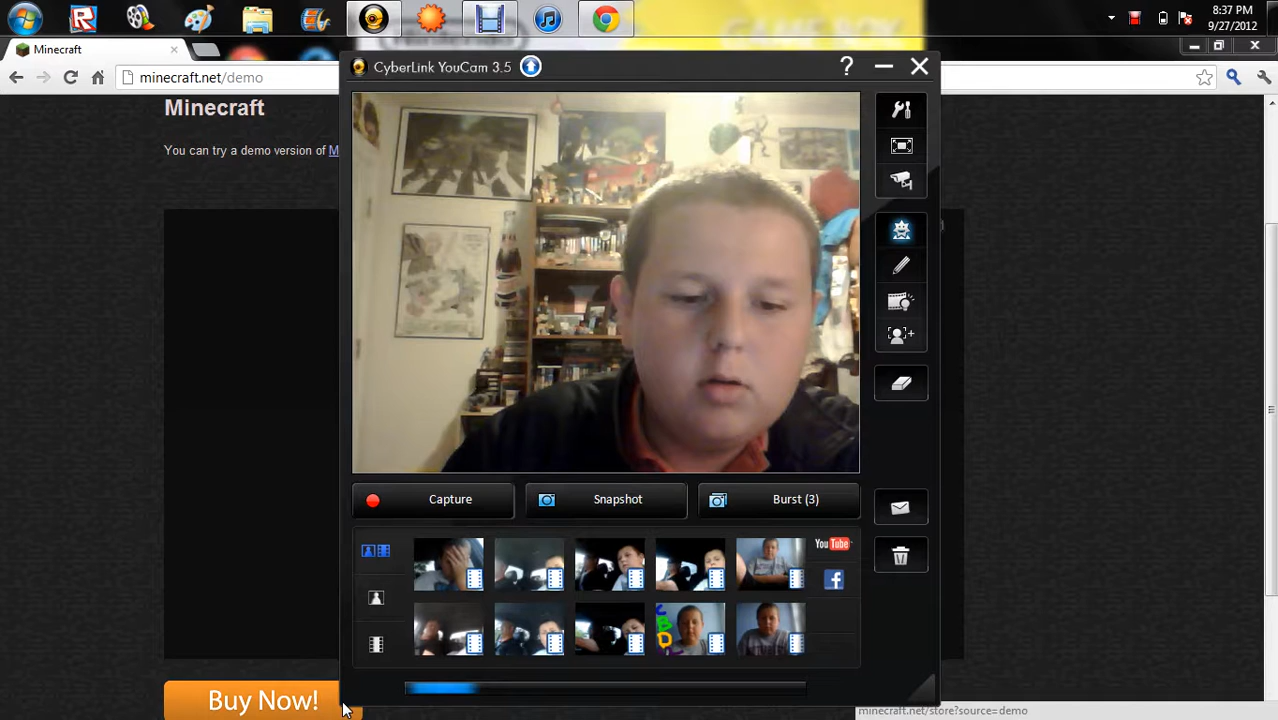 8:37 PM
9/27/2012
Minecraft
minecraft.net/demo
CyberLink YouCam 3.5
?
Minecraft
You can try a demo version of M
Capture
Snapshot
Burst (3)
YouTube
Buy Now!
minecraft.net/store?source=demo